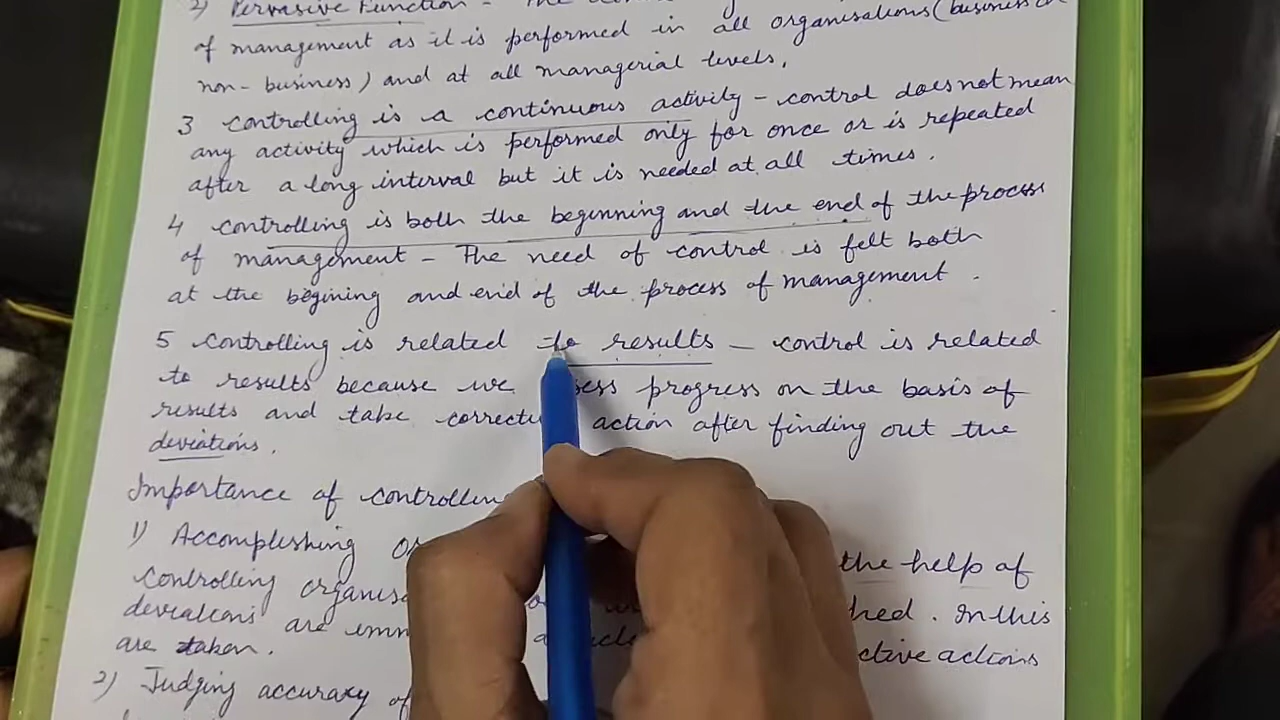 2) Pervasive Function - The
of management as it is performed in all organisations (business or
non-business) and at all managerial levels.
3 controlling is a continuous activity - control does not mean
any activity which is performed only for once or is repeated
after a long interval but it is needed at all times.
4 controlling is both the beginning and the end of the process
of management - The need of control is felt both
at the begining and end of the process of management.
5 controlling is related to results - control is related
to results because we progress on the basis of
results and take action after finding out the
deviations.
Importance of
1) Accomplishing the help of
controlling In this
deviations are
are taken. actions
2) Judging accuracy of